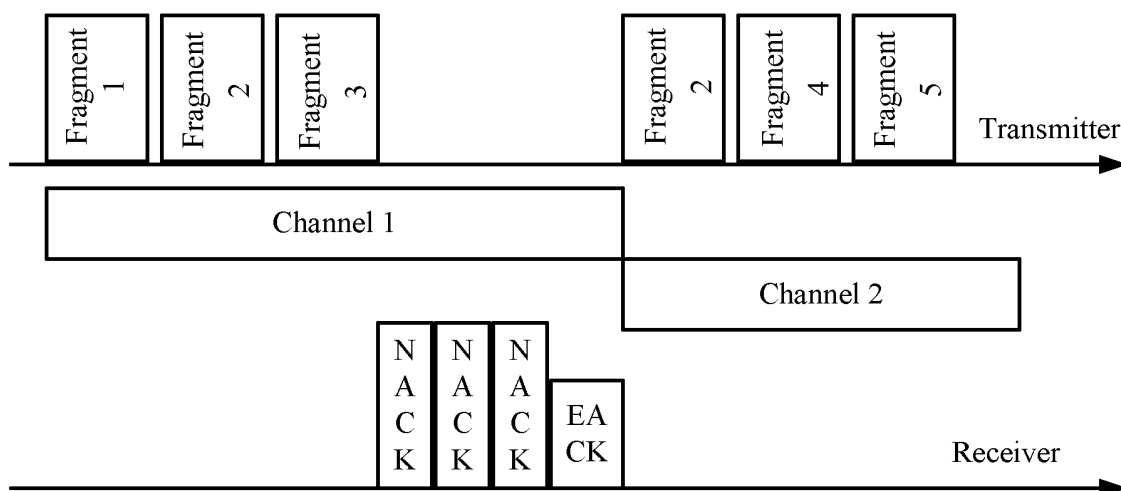 Fragment
1
Fragment
2
Fragment
3
Fragment
2
Fragment
4
Fragment
5
Transmitter
Channel 1
Channel 2
N
A
C
K
N
A
C
K
N
A
C
K
EA
CK
Receiver